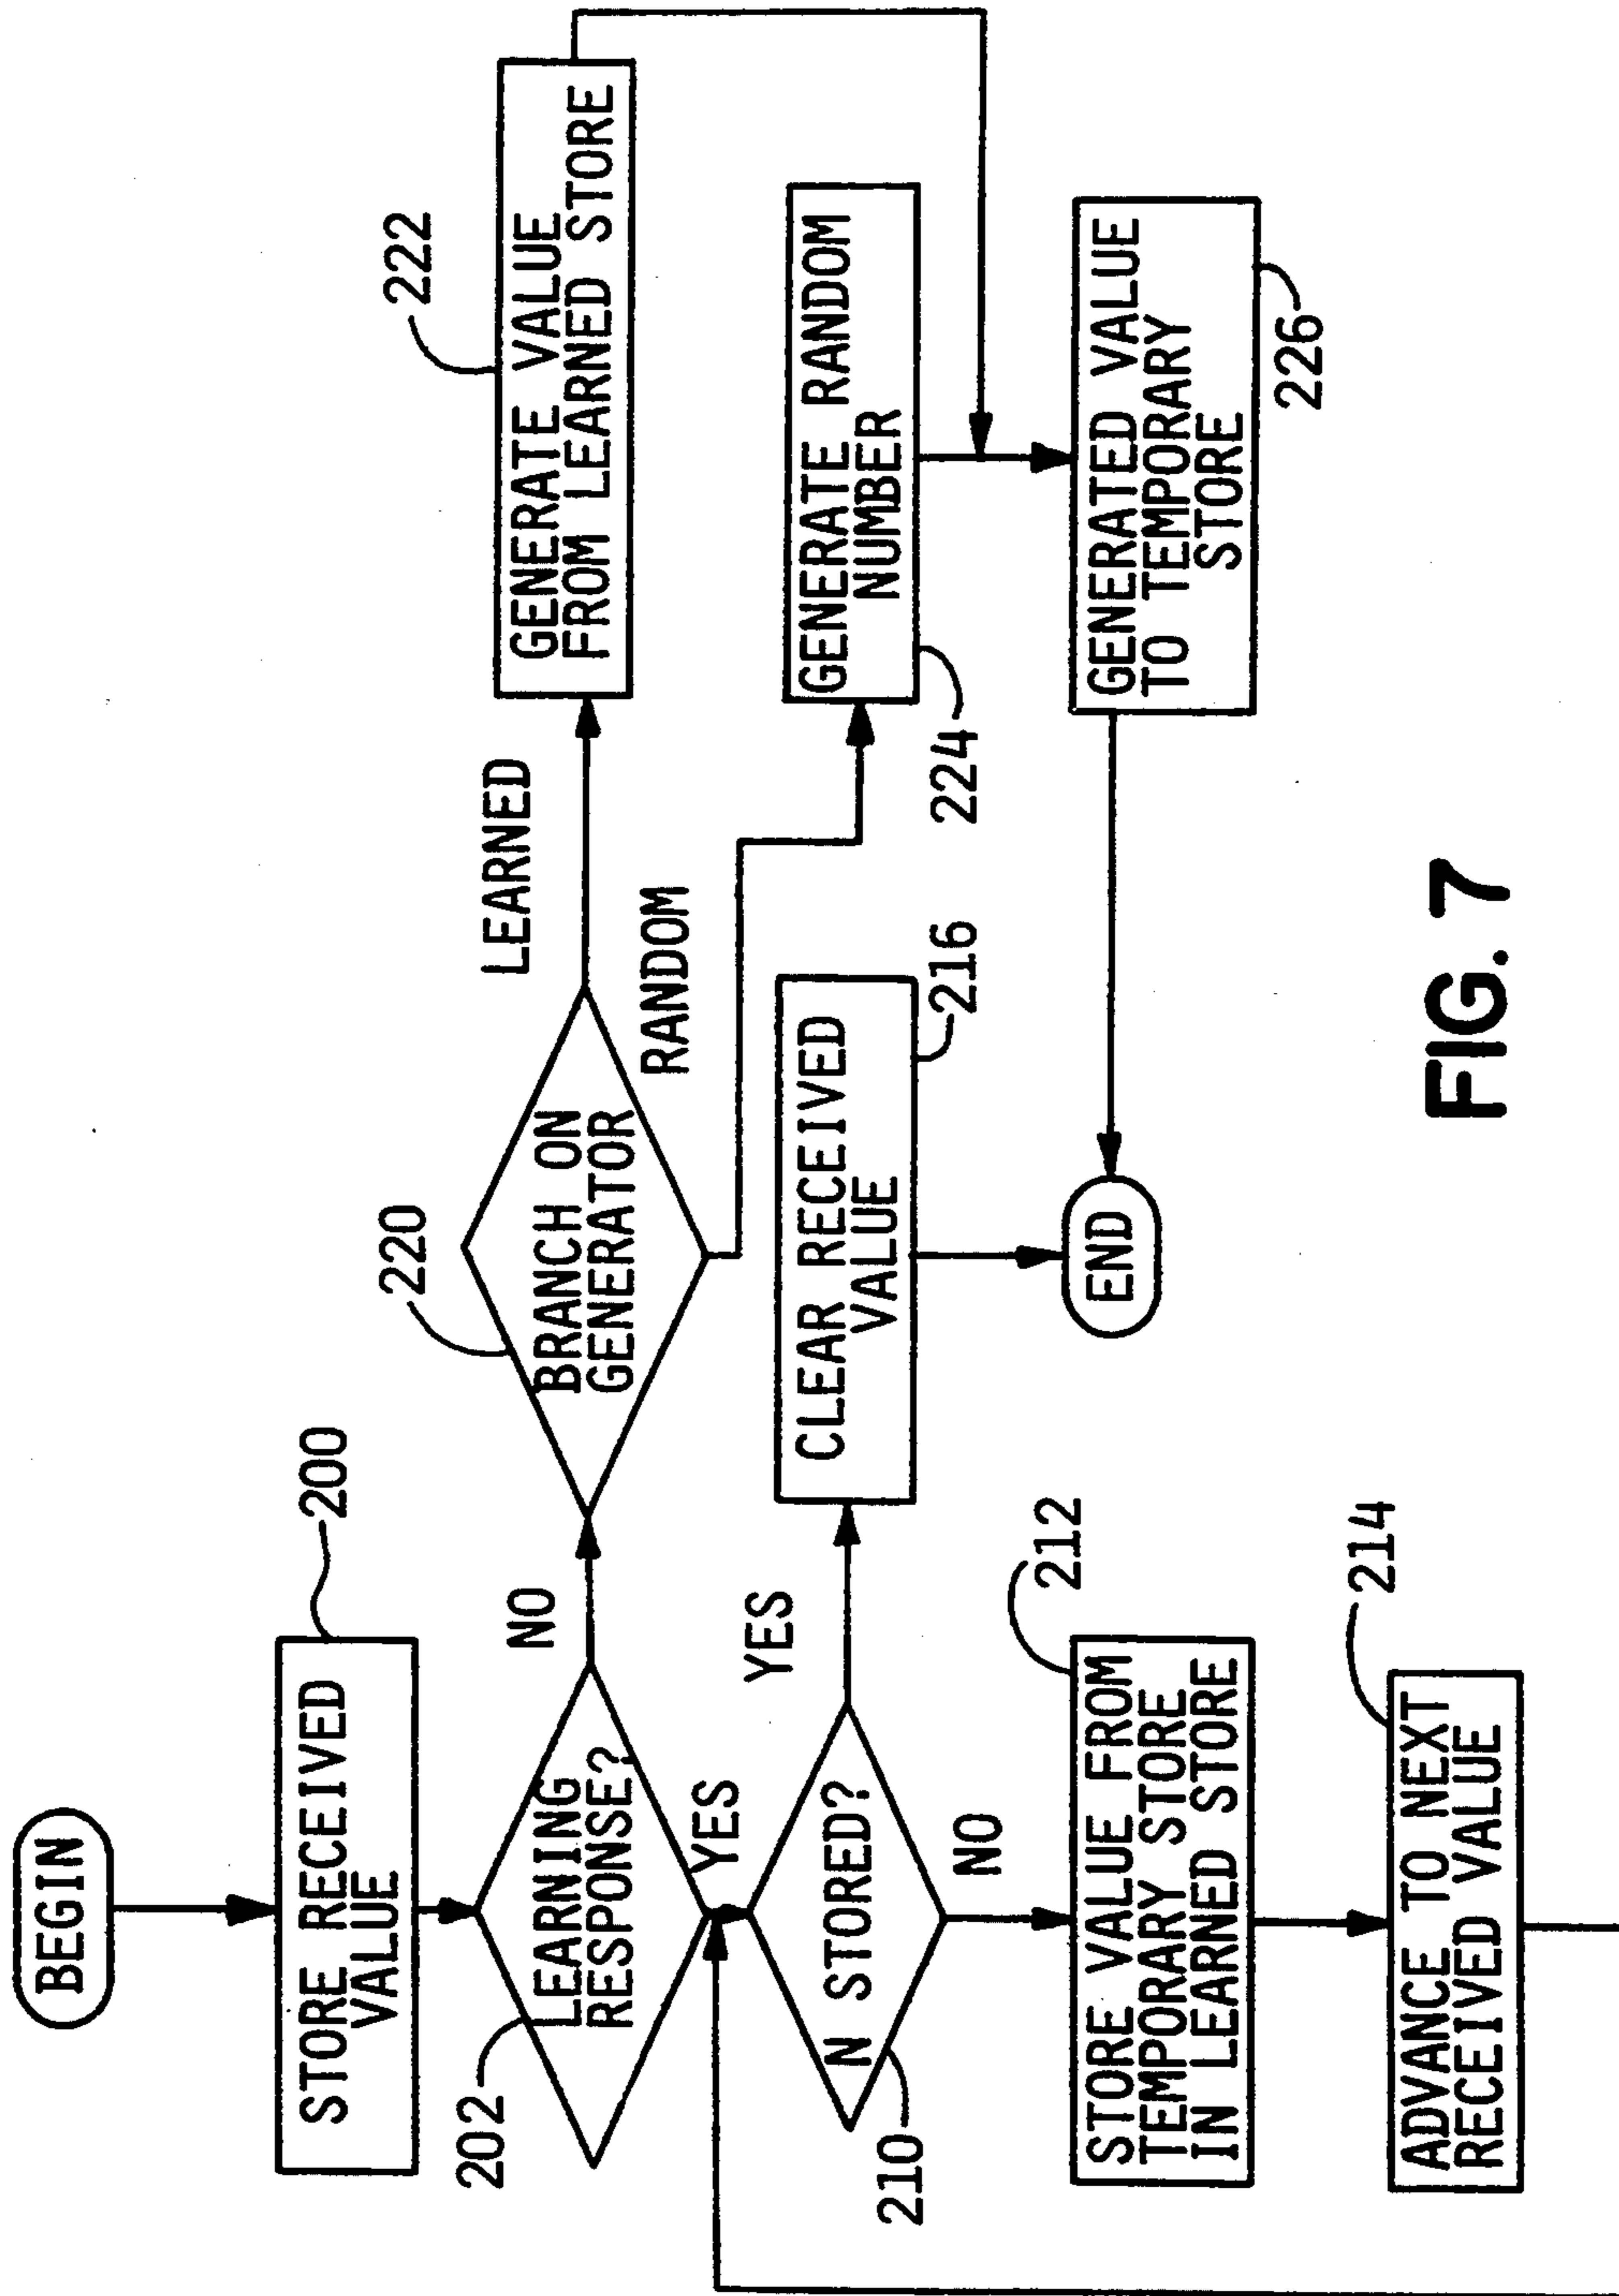 BEGIN
STORE RECEIVED
VALUE
200
LEARNING
RESPONSE?
202
NO
YES
BRANCH ON
GENERATOR
220
LEARNED
RANDOM
GENERATE VALUE
FROM LEARNED STORE
222
N STORED?
210
YES
NO
CLEAR RECEIVED
VALUE
216
GENERATE RANDOM
NUMBER
224
STORE VALUE FROM
TEMPORARY STORE
IN LEARNED STORE
212
END
GENERATED VALUE
TO TEMPORARY
STORE
226
ADVANCE TO NEXT
RECEIVED VALUE
214
FIG. 7